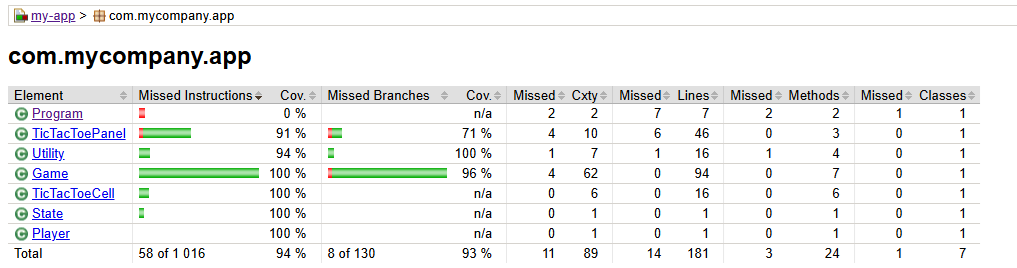 my-app > com.mycompany.app
com.mycompany.app
Element Missed Instructions Cov. Missed Branches Cov. Missed Cxty Missed Lines Missed Methods Missed Classes
Program 0 % n/a 2 2 7 7 2 2 1 1
TicTacToePanel 91 % 71 % 4 10 6 46 0 3 0 1
Utility 94 % 100 % 1 7 1 16 1 4 0 1
Game 100 % 96 % 4 62 0 94 0 7 0 1
TicTacToeCell 100 % n/a 0 6 0 16 0 6 0 1
State 100 % n/a 0 1 0 1 0 1 0 1
Player 100 % n/a 0 1 0 1 0 1 0 1
Total 58 of 1 016 94 % 8 of 130 93 % 11 89 14 181 3 24 1 7